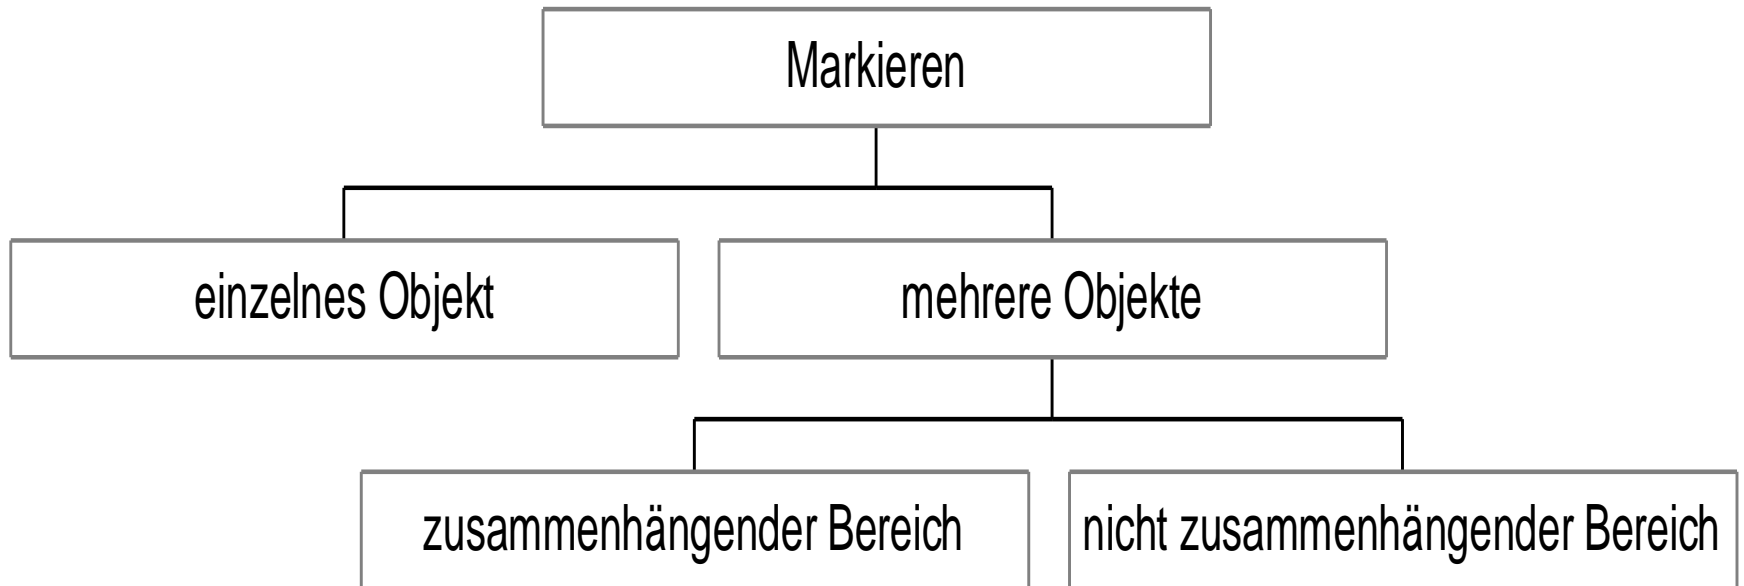 Markieren
einzelnes Objekt
mehrere Objekte
zusammenhängender Bereich
nicht zusammenhängender Bereich